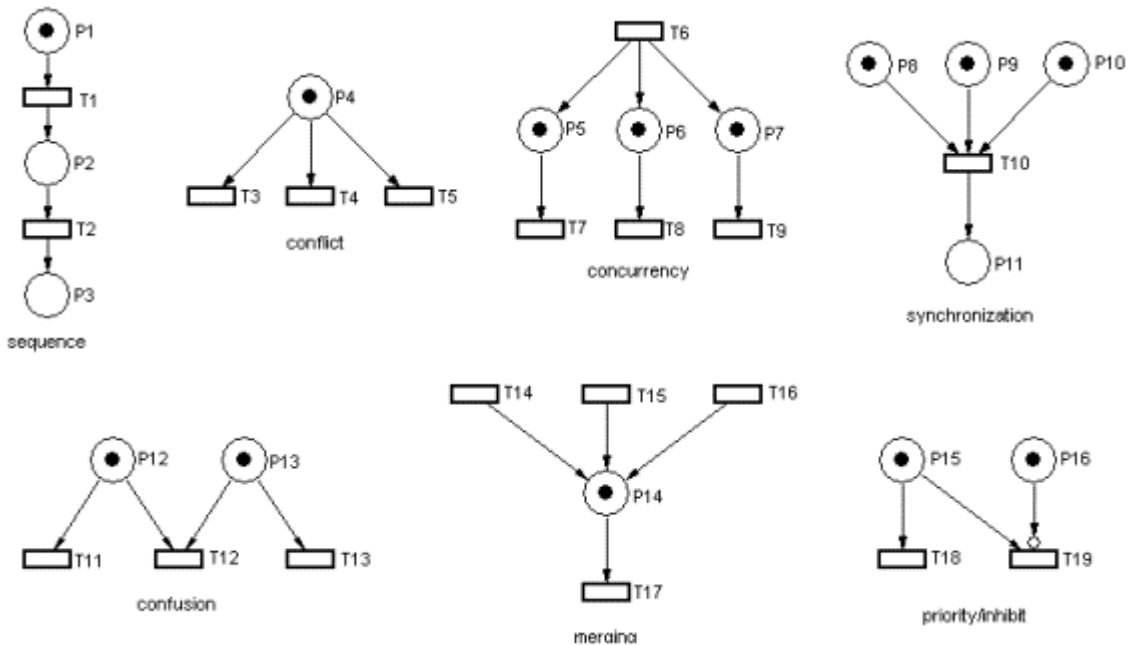 P1
T1
P2
T2
P3
sequence
P4
T3 T4 T5
conflict
T6
P5 P6 P7
T7 T8 T9
concurrency
P8 P9 P10
T10
P11
synchronization
P12 P13
T11 T12 T13
confusion
T14 T15 T16
P14
T17
merging
P15 P16
T18 T19
priority/inhibit